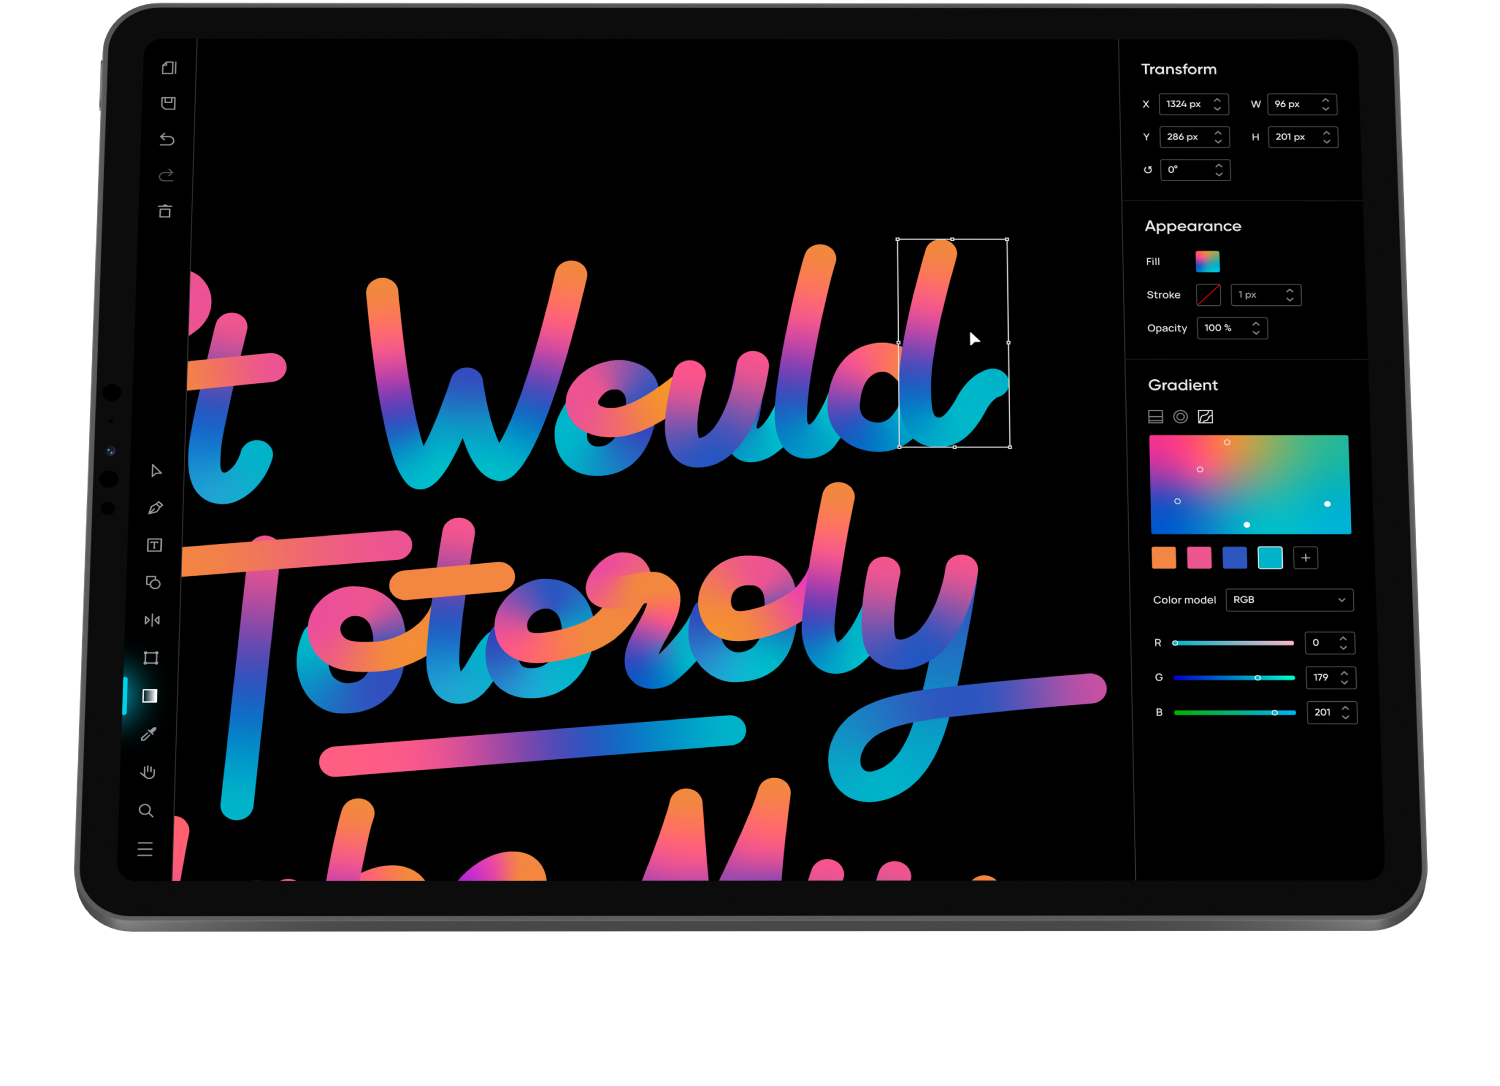 t Would
Totoroly
Transform
X 1324 px W 96 px
Y 286 px H 201 px
0°
Appearance
Fill
Stroke 1 px
Opacity 100 %
Gradient
Color model RGB
R 0
G 179
B 201